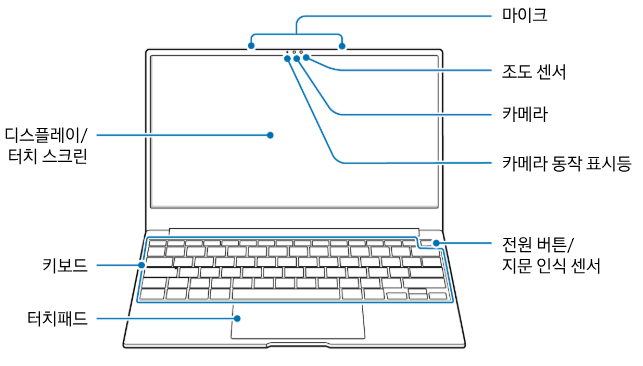 마이크
조도 센서
카메라
카메라 동작 표시등
디스플레이/
터치 스크린
전원 버튼/
지문 인식 센서
키보드
터치패드